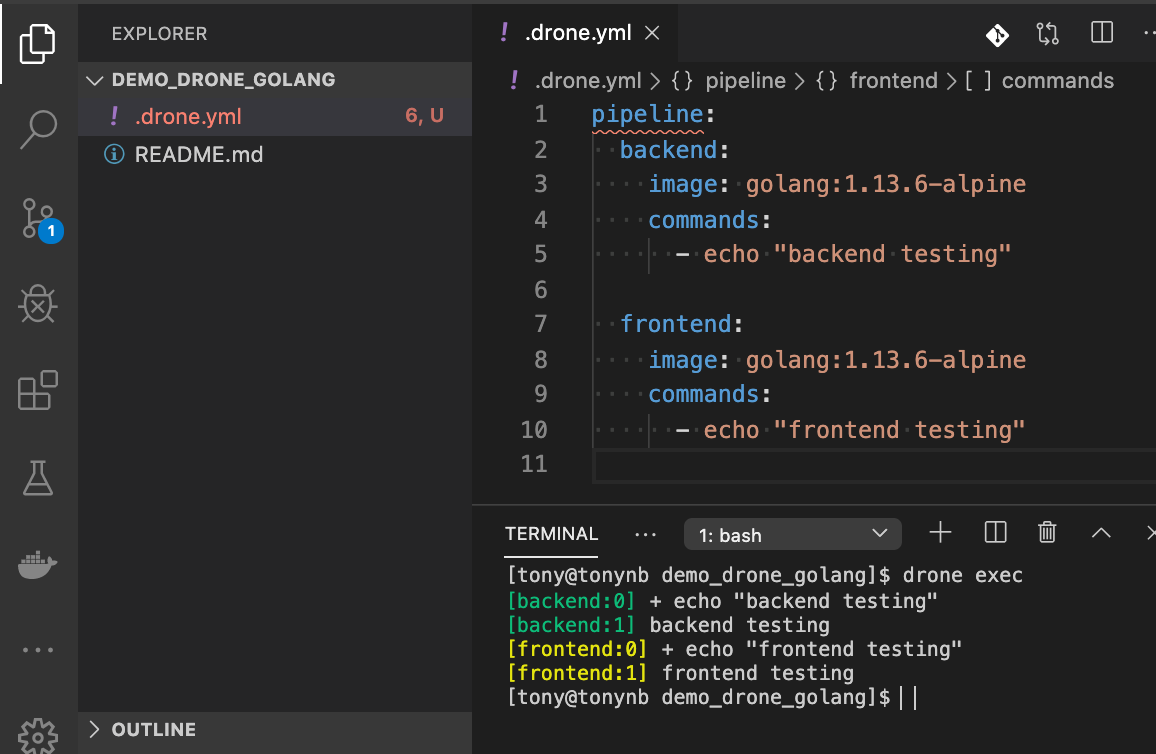 EXPLORER
DEMO_DRONE_GOLANG
! .drone.yml 6, U
README.md
1
OUTLINE
! .drone.yml
! .drone.yml > {} pipeline > {} frontend > [ ] commands
1 pipeline:
2 backend:
3 image: golang:1.13.6-alpine
4 commands:
5 - echo "backend testing"
6
7 frontend:
8 image: golang:1.13.6-alpine
9 commands:
10 - echo "frontend testing"
11
TERMINAL ... 1: bash
[tony@tonynb demo_drone_golang]$ drone exec
[backend:0] + echo "backend testing"
[backend:1] backend testing
[frontend:0] + echo "frontend testing"
[frontend:1] frontend testing
[tony@tonynb demo_drone_golang]$